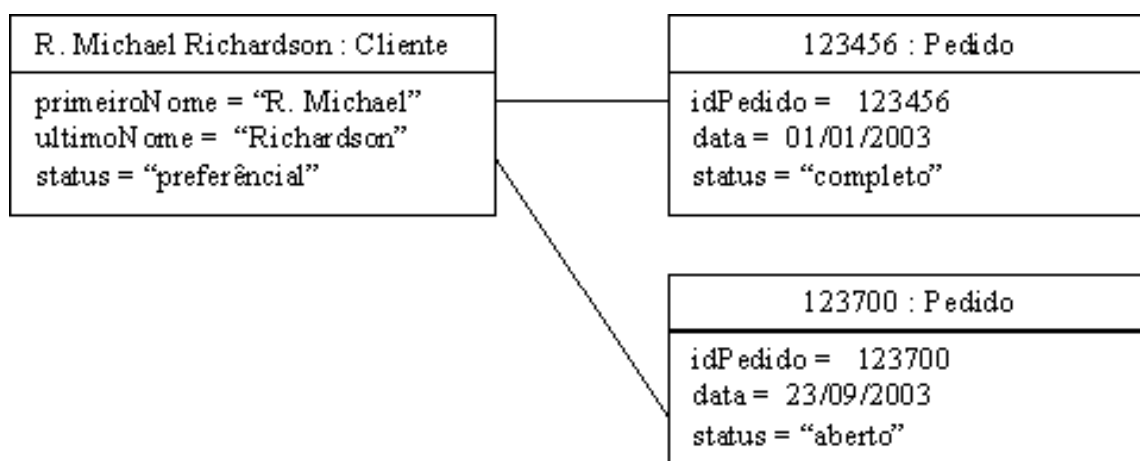 R. Michael Richardson : Cliente
primeiroNome = “R. Michael”
ultimoNome = “Richardson”
status = “preferêncial”
123456 : Pedido
idPedido = 123456
data = 01/01/2003
status = “completo”
123700 : Pedido
idPedido = 123700
data = 23/09/2003
status = “aberto”